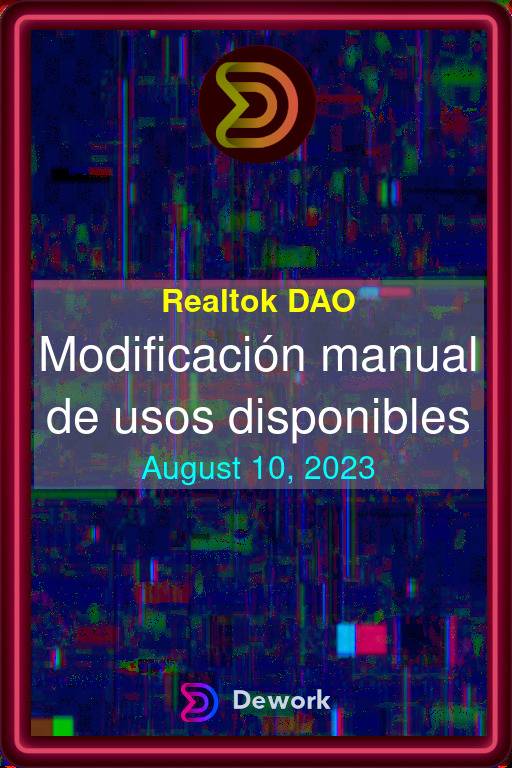 Realtok DAO
Modificación manual
de usos disponibles
August 10, 2023
Dework